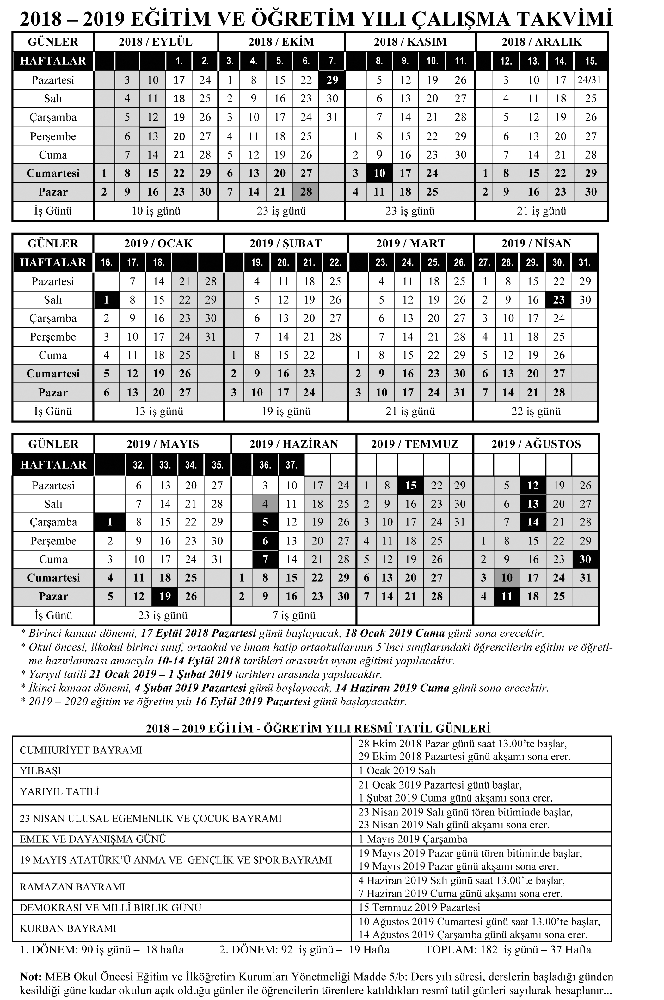 2018 – 2019 EĞİTİM VE ÖĞRETİM YILI ÇALIŞMA TAKVİMİ
GÜNLER 2018 / EYLÜL 2018 / EKİM 2018 / KASIM 2018 / ARALIK
HAFTALAR 1. 2. 3. 4. 5. 6. 7. 8. 9. 10. 11. 12. 13. 14. 15.
Pazartesi 3 10 17 24 1 8 15 22 29 5 12 19 26 3 10 17 24/31
Salı 4 11 18 25 2 9 16 23 30 6 13 20 27 4 11 18 25
Çarşamba 5 12 19 26 3 10 17 24 31 7 14 21 28 5 12 19 26
Perşembe 6 13 20 27 4 11 18 25 1 8 15 22 29 6 13 20 27
Cuma 7 14 21 28 5 12 19 26 2 9 16 23 30 7 14 21 28
Cumartesi 1 8 15 22 29 6 13 20 27 3 10 17 24 1 8 15 22 29
Pazar 2 9 16 23 30 7 14 21 28 4 11 18 25 2 9 16 23 30
İş Günü 10 iş günü 23 iş günü 23 iş günü 21 iş günü
GÜNLER 2019 / OCAK 2019 / ŞUBAT 2019 / MART 2019 / NİSAN
HAFTALAR 16. 17. 18. 19. 20. 21. 22. 23. 24. 25. 26. 27. 28. 29. 30. 31.
Pazartesi 7 14 21 28 4 11 18 25 4 11 18 25 1 8 15 22 29
Salı 1 8 15 22 29 5 12 19 26 5 12 19 26 2 9 16 23 30
Çarşamba 2 9 16 23 30 6 13 20 27 6 13 20 27 3 10 17 24
Perşembe 3 10 17 24 31 7 14 21 28 7 14 21 28 4 11 18 25
Cuma 4 11 18 25 1 8 15 22 1 8 15 22 29 5 12 19 26
Cumartesi 5 12 19 26 2 9 16 23 2 9 16 23 30 6 13 20 27
Pazar 6 13 20 27 3 10 17 24 3 10 17 24 31 7 14 21 28
İş Günü 13 iş günü 19 iş günü 21 iş günü 22 iş günü
GÜNLER 2019 / MAYIS 2019 / HAZİRAN 2019 / TEMMUZ 2019 / AĞUSTOS
HAFTALAR 32. 33. 34. 35. 36. 37.
Pazartesi 6 13 20 27 3 10 17 24 1 8 15 22 29 5 12 19 26
Salı 7 14 21 28 4 11 18 25 2 9 16 23 30 6 13 20 27
Çarşamba 1 8 15 22 29 5 12 19 26 3 10 17 24 31 7 14 21 28
Perşembe 2 9 16 23 30 6 13 20 27 4 11 18 25 1 8 15 22 29
Cuma 3 10 17 24 31 7 14 21 28 5 12 19 26 2 9 16 23 30
Cumartesi 4 11 18 25 1 8 15 22 29 6 13 20 27 3 10 17 24 31
Pazar 5 12 19 26 2 9 16 23 30 7 14 21 28 4 11 18 25
İş Günü 23 iş günü 7 iş günü
* Birinci kanaat dönemi, 17 Eylül 2018 Pazartesi günü başlayacak, 18 Ocak 2019 Cuma günü sona erecektir.
* Okul öncesi, ilkokul birinci sınıf, ortaokul ve imam hatip ortaokullarının 5’inci sınıflarındaki öğrencilerin eğitim ve öğreti-
me hazırlanması amacıyla 10-14 Eylül 2018 tarihleri arasında uyum eğitimi yapılacaktır.
* Yarıyıl tatili 21 Ocak 2019 – 1 Şubat 2019 tarihleri arasında yapılacaktır.
* İkinci kanaat dönemi, 4 Şubat 2019 Pazartesi günü başlayacak, 14 Haziran 2019 Cuma günü sona erecektir.
* 2019 – 2020 eğitim ve öğretim yılı 16 Eylül 2019 Pazartesi günü başlayacaktır.
2018 – 2019 EĞİTİM - ÖĞRETİM YILI RESMÎ TATİL GÜNLERİ
CUMHURİYET BAYRAMI
28 Ekim 2018 Pazar günü saat 13.00’te başlar,
29 Ekim 2018 Pazartesi günü akşamı sona erer.
YILBAŞI 1 Ocak 2019 Salı
YARIYIL TATİLİ
21 Ocak 2019 Pazartesi günü başlar,
1 Şubat 2019 Cuma günü akşamı sona erer.
23 NİSAN ULUSAL EGEMENLİK VE ÇOCUK BAYRAMI
23 Nisan 2019 Salı günü tören bitiminde başlar,
23 Nisan 2019 Salı günü akşamı sona erer.
EMEK VE DAYANIŞMA GÜNÜ 1 Mayıs 2019 Çarşamba
19 MAYIS ATATÜRK’Ü ANMA VE GENÇLİK VE SPOR BAYRAMI
19 Mayıs 2019 Pazar günü tören bitiminde başlar,
19 Mayıs 2019 Pazar günü akşamı sona erer.
RAMAZAN BAYRAMI
4 Haziran 2019 Salı günü saat 13.00’te başlar,
7 Haziran 2019 Cuma günü akşamı sona erer.
DEMOKRASİ VE MİLLÎ BİRLİK GÜNÜ 15 Temmuz 2019 Pazartesi
KURBAN BAYRAMI
10 Ağustos 2019 Cumartesi günü saat 13.00’te başlar,
14 Ağustos 2019 Çarşamba günü akşamı sona erer.
1. DÖNEM: 90 iş günü – 18 hafta 2. DÖNEM: 92 iş günü – 19 Hafta TOPLAM: 182 iş günü – 37 Hafta
Not: MEB Okul Öncesi Eğitim ve İlköğretim Kurumları Yönetmeliği Madde 5/b: Ders yılı süresi, derslerin başladığı günden
kesildiği güne kadar okulun açık olduğu günler ile öğrencilerin törenlere katıldıkları resmî tatil günleri sayılarak hesaplanır...